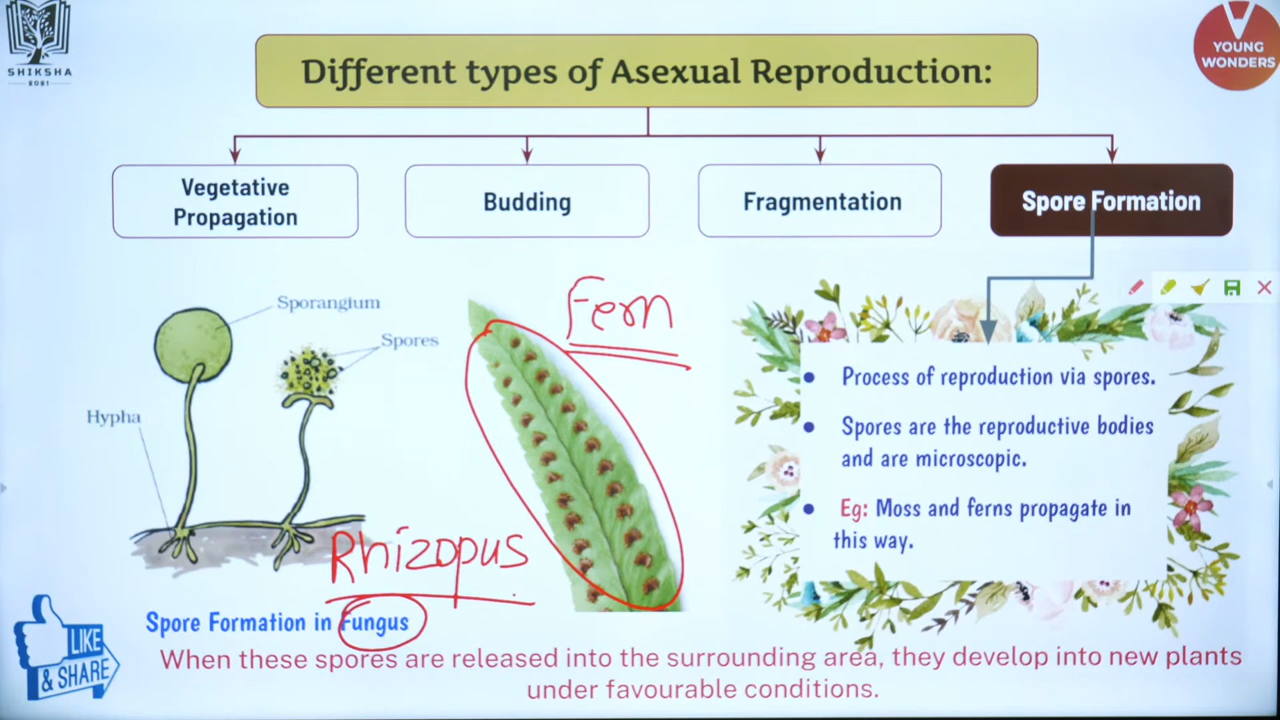 SHIKSHA
YOUNG
WONDERS
Different types of Asexual Reproduction:
Vegetative
Propagation
Budding
Fragmentation
Spore Formation
Sporangium
Spores
Hypha
Fern
Rhizopus
Spore Formation in Fungus
Process of reproduction via spores.
Spores are the reproductive bodies
and are microscopic.
Eg: Moss and ferns propagate in
this way.
LIKE
& SHARE
When these spores are released into the surrounding area, they develop into new plants
under favourable conditions.